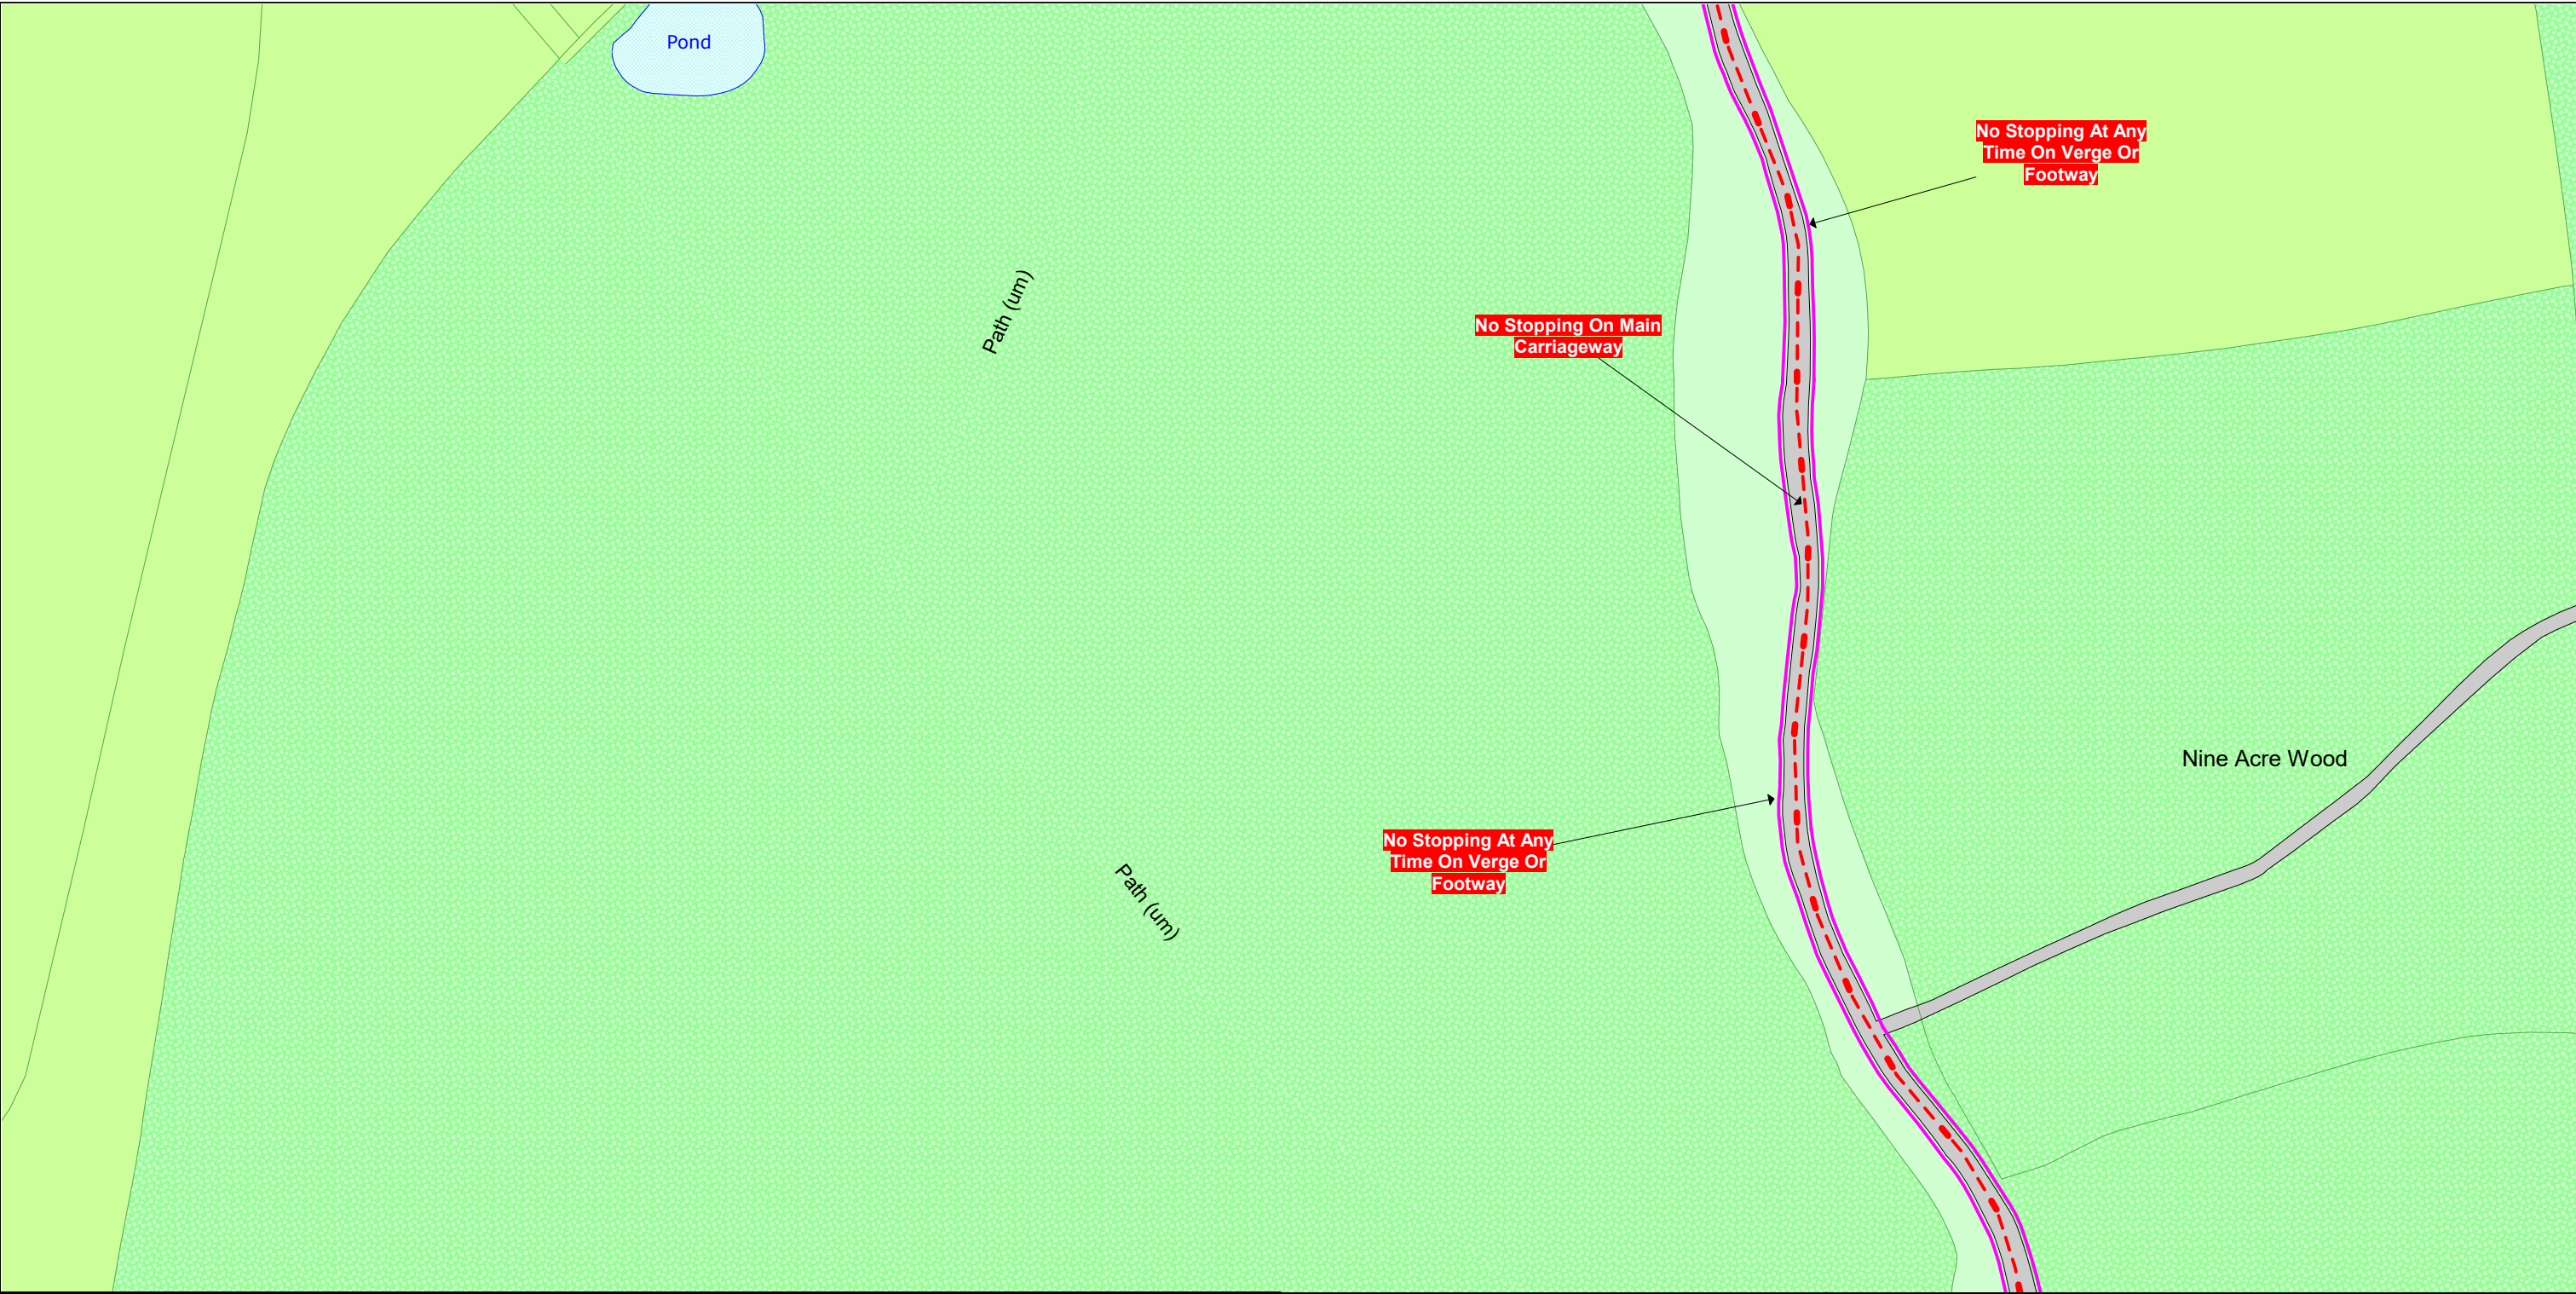 Pond
No Stopping At Any
Time On Verge Or
Footway
Path (um)
No Stopping On Main
Carriageway
Nine Acre Wood
No Stopping At Any
Time On Verge Or
Footway
Path (um)